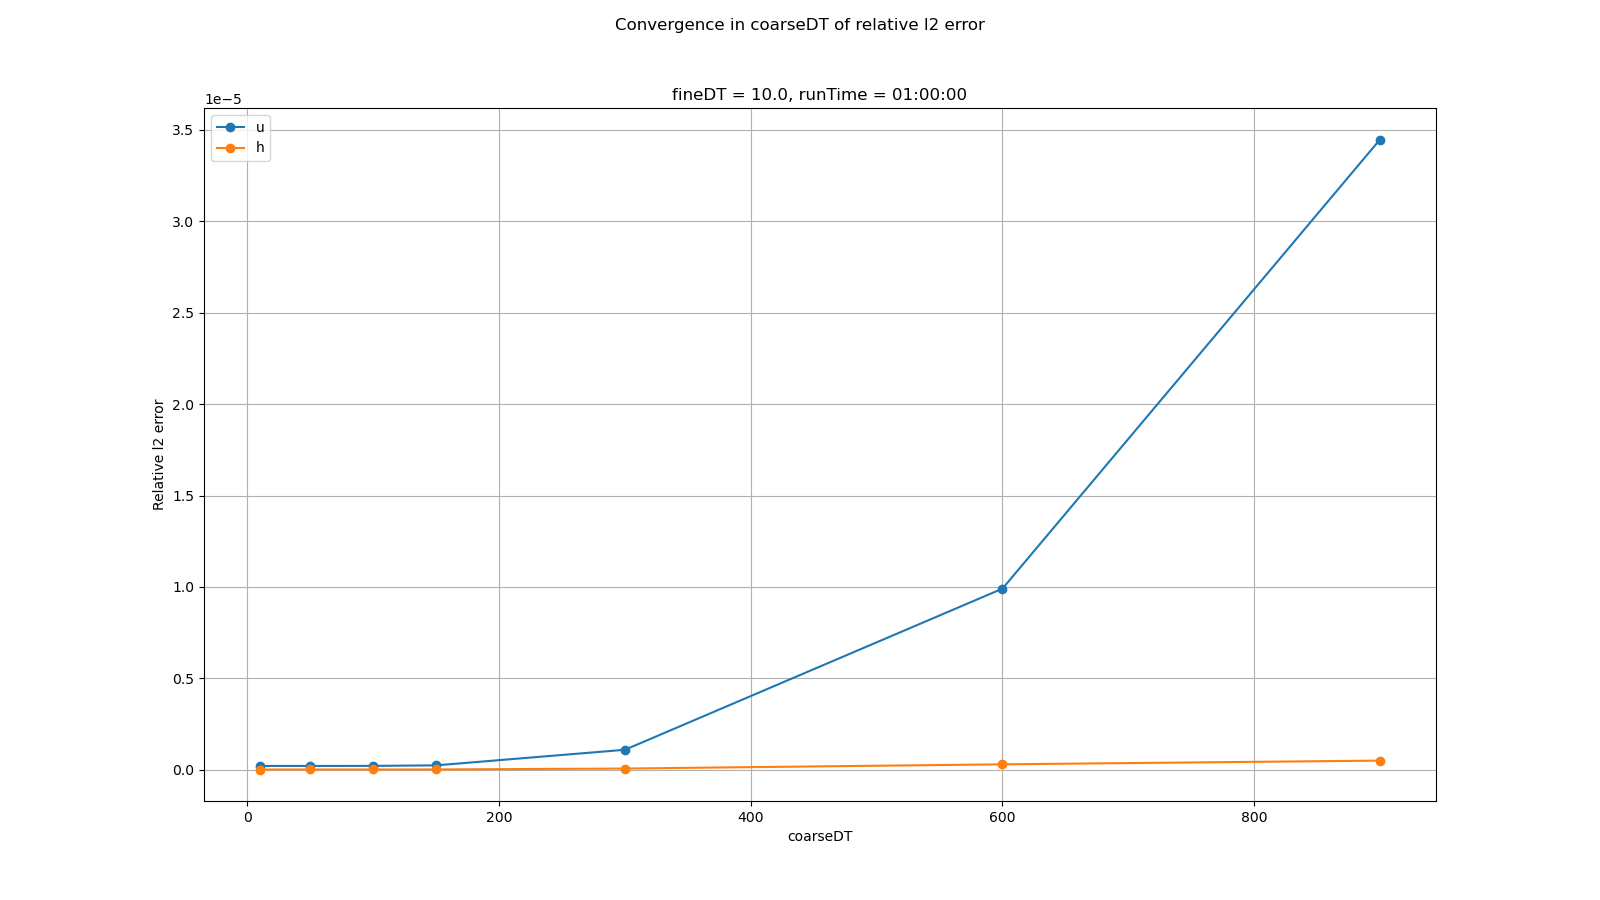 Convergence in coarseDT of relative l2 error
fineDT = 10.0, runTime = 01:00:00
1e−5
u
h
3.5
3.0
2.5
2.0
1.5
1.0
0.5
0.0
Relative l2 error
0 200 400 600 800
coarseDT